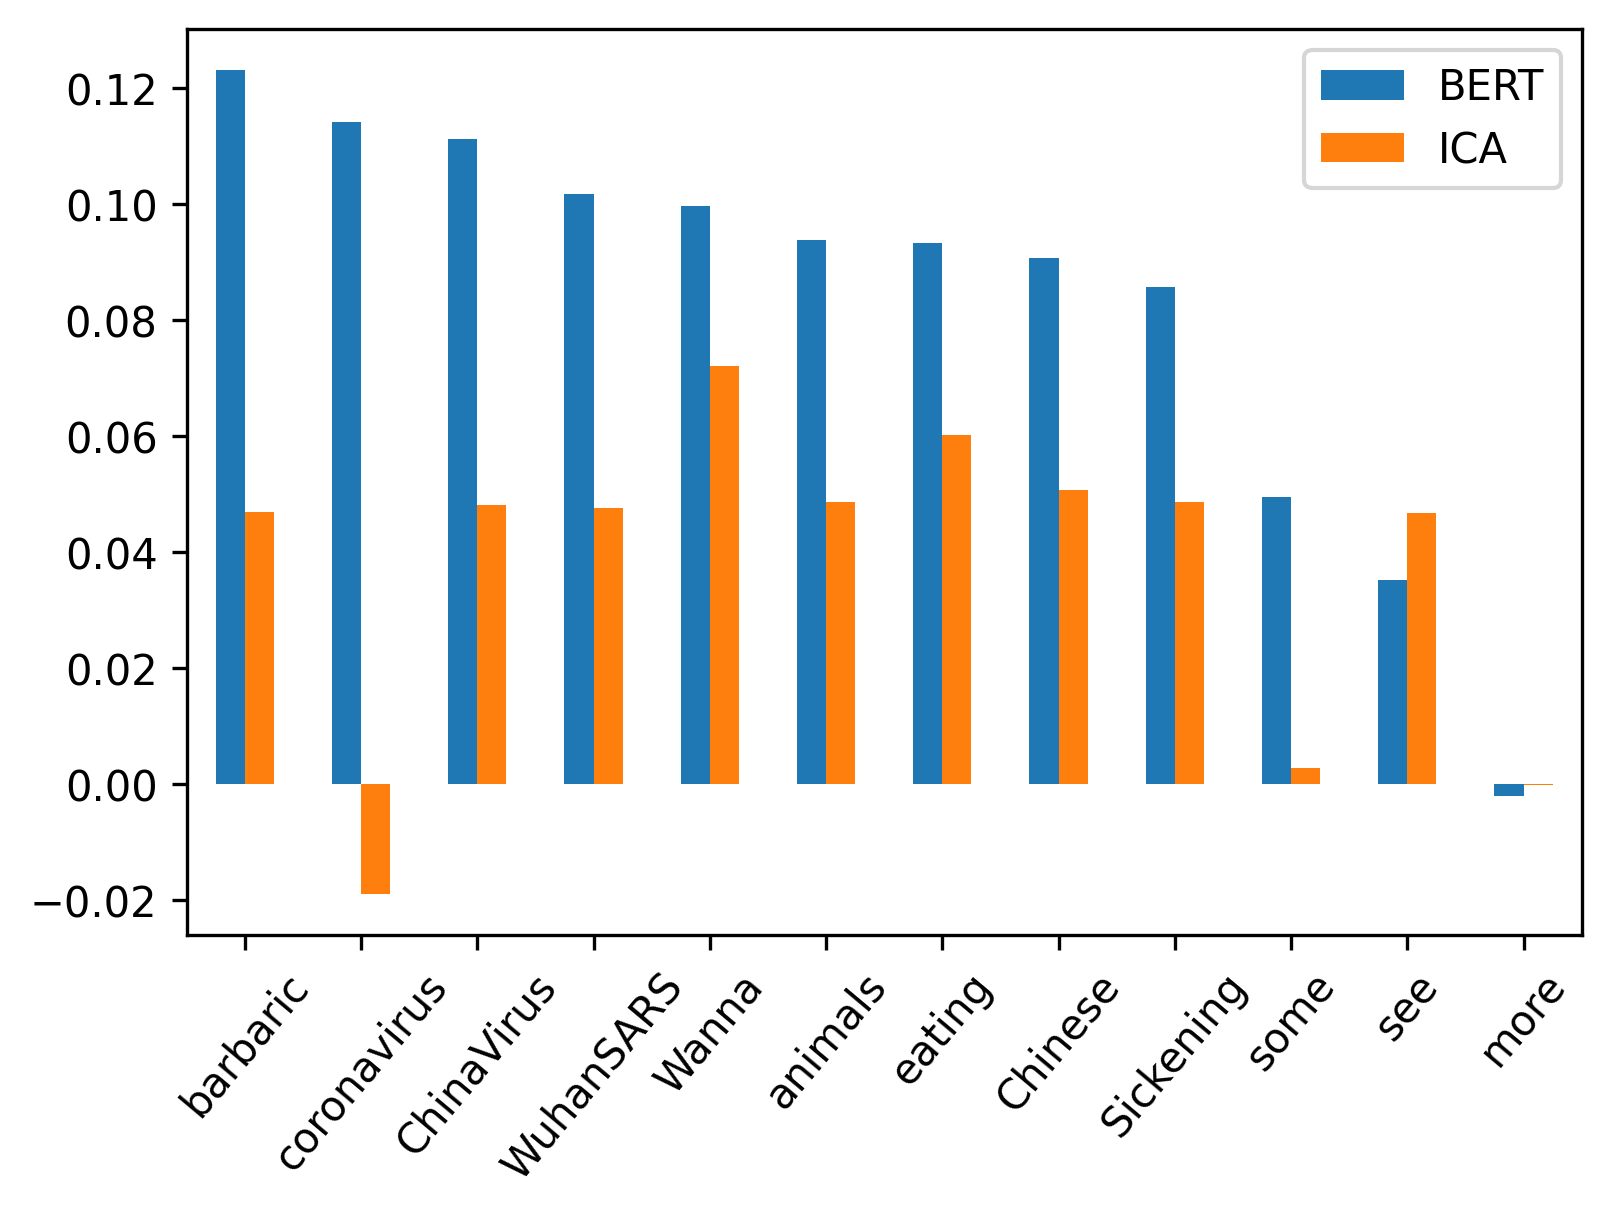 BERT
ICA
0.12
0.10
0.08
0.06
0.04
0.02
0.00
−0.02
barbaric
coronavirus
ChinaVirus
WuhanSARS
Wanna
animals
eating
Chinese
Sickening
some
see
more